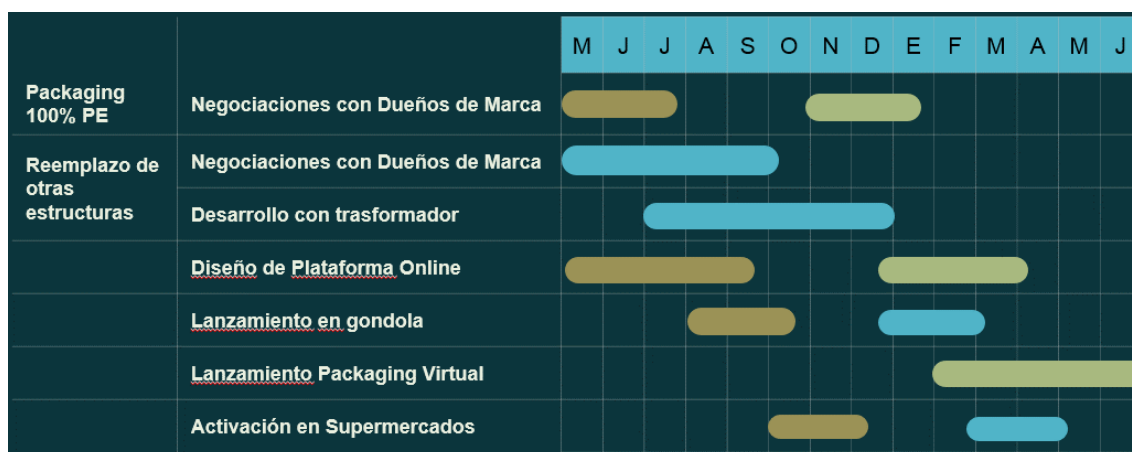 M J J A S O N D E F M A M J
Packaging
100% PE
Negociaciones con Dueños de Marca
Reemplazo de
otras
estructuras
Negociaciones con Dueños de Marca
Desarrollo con trasformador
Diseño de Plataforma Online
Lanzamiento en gondola
Lanzamiento Packaging Virtual
Activación en Supermercados